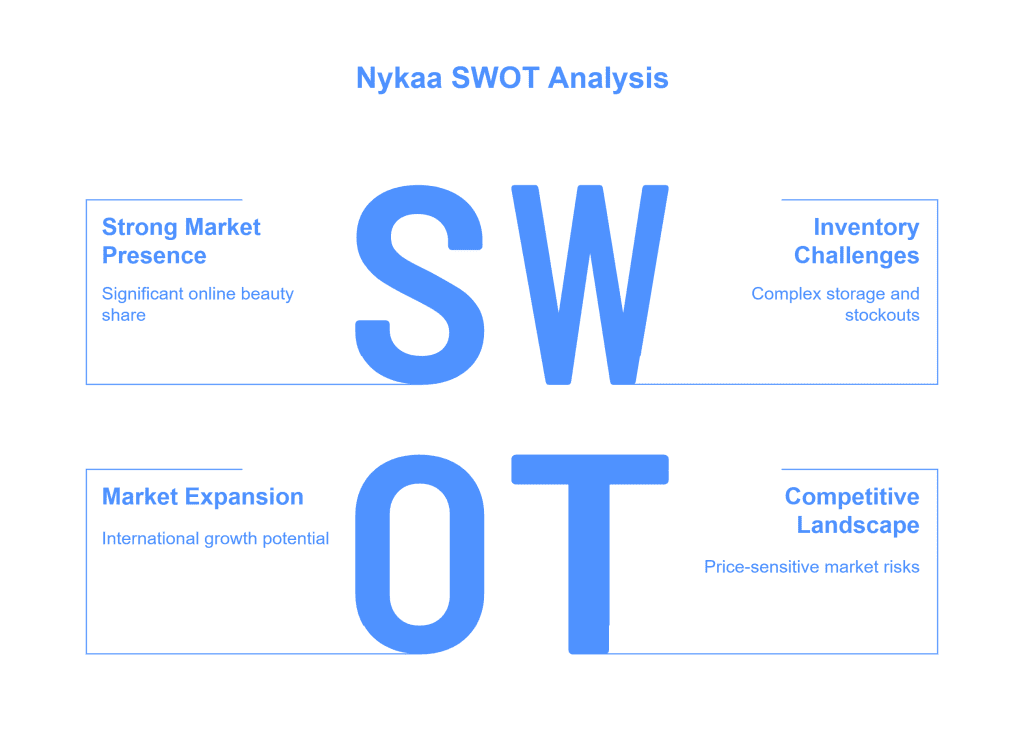 Nykaa SWOT Analysis
S W
Strong Market
Presence
Significant online beauty
share
Inventory
Challenges
Complex storage and
stockouts
O T
Market Expansion
International growth potential
Competitive
Landscape
Price-sensitive market risks